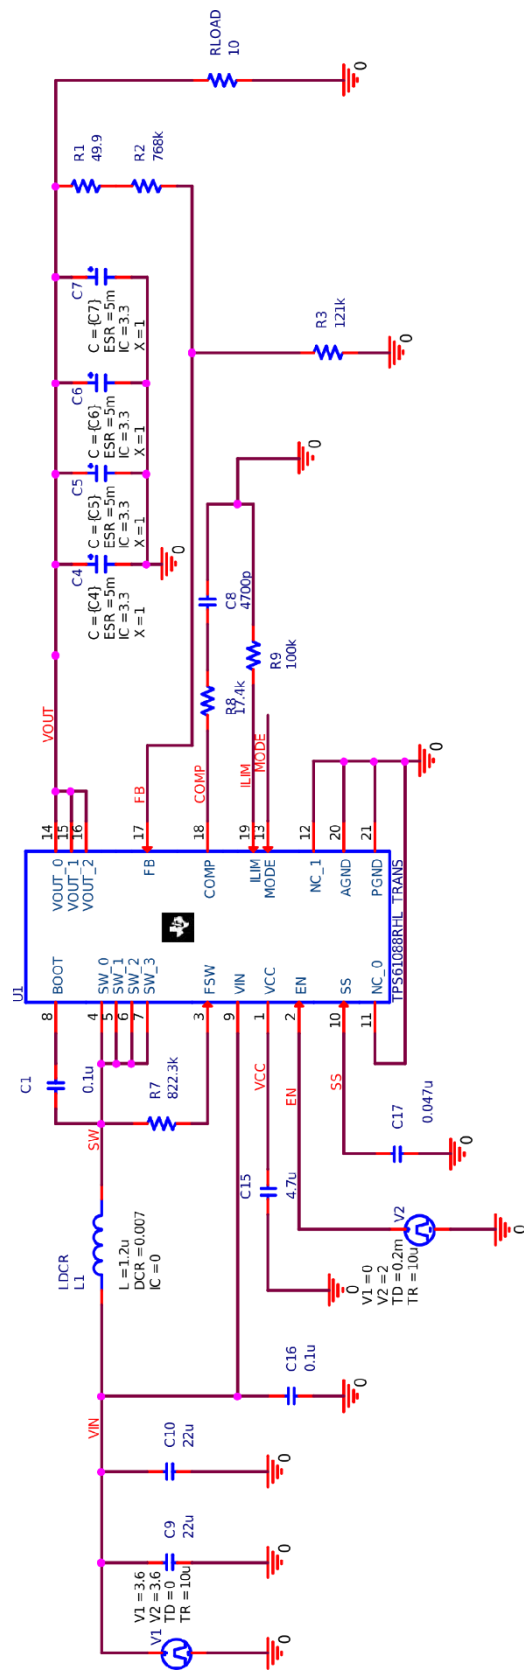 V1 = 3.6
V2 = 3.6
TD = 0
TR = 10u
V1
0
C9
22u
0
C10
22u
0
VIN
C16
0.1u
0
LDCR
L1
L = 1.2u
DCR = 0.007
IC = 0
SW
C1
0.1u
R7
822.3k
C15
4.7u
0
VCC
EN
V1 = 0
V2 = 2
TD = 0.2m
TR = 10u
V2
0
SS
C17
0.047u
0
U1
8
BOOT
4
SW_0
5
SW_1
6
SW_2
7
SW_3
3
FSW
9
VIN
1
VCC
2
EN
10
SS
11
NC_0
TPS61088RHL_TRANS
VOUT_0
14
VOUT_1
15
VOUT_2
16
FB
17
COMP
18
ILIM
19
MODE
13
NC_1
12
AGND
20
PGND
21
0
VOUT
FB
COMP
ILIM
MODE
R8
17.4k
C8
4700p
R9
100k
0
C4
C = {C4}
ESR = 5m
IC = 3.3
X = 1
0
C5
C = {C5}
ESR = 5m
IC = 3.3
X = 1
C6
C = {C6}
ESR = 5m
IC = 3.3
X = 1
C7
C = {C7}
ESR = 5m
IC = 3.3
X = 1
R1
49.9
R2
768k
R3
121k
0
RLOAD
10
0